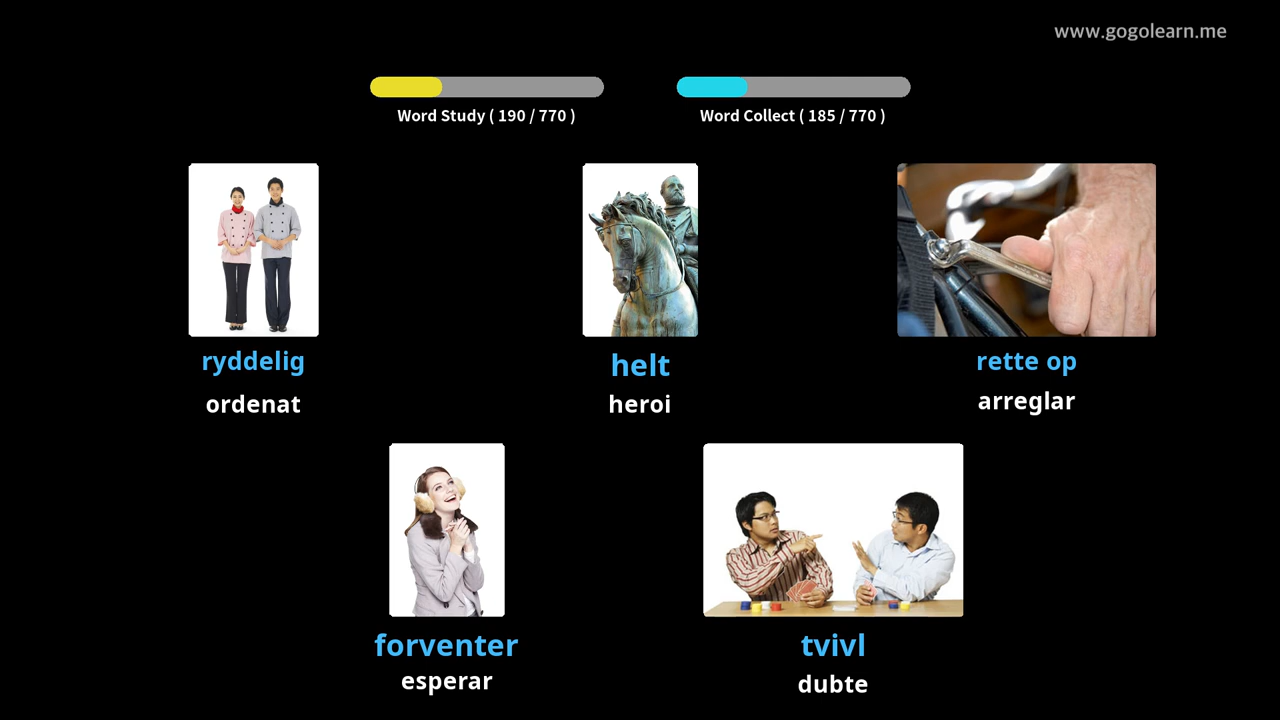 www.gogolearn.me
Word Study ( 190 / 770 )
Word Collect ( 185 / 770 )
ryddelig
ordenat
helt
heroi
rette op
arreglar
forventer
esperar
tvivl
dubte